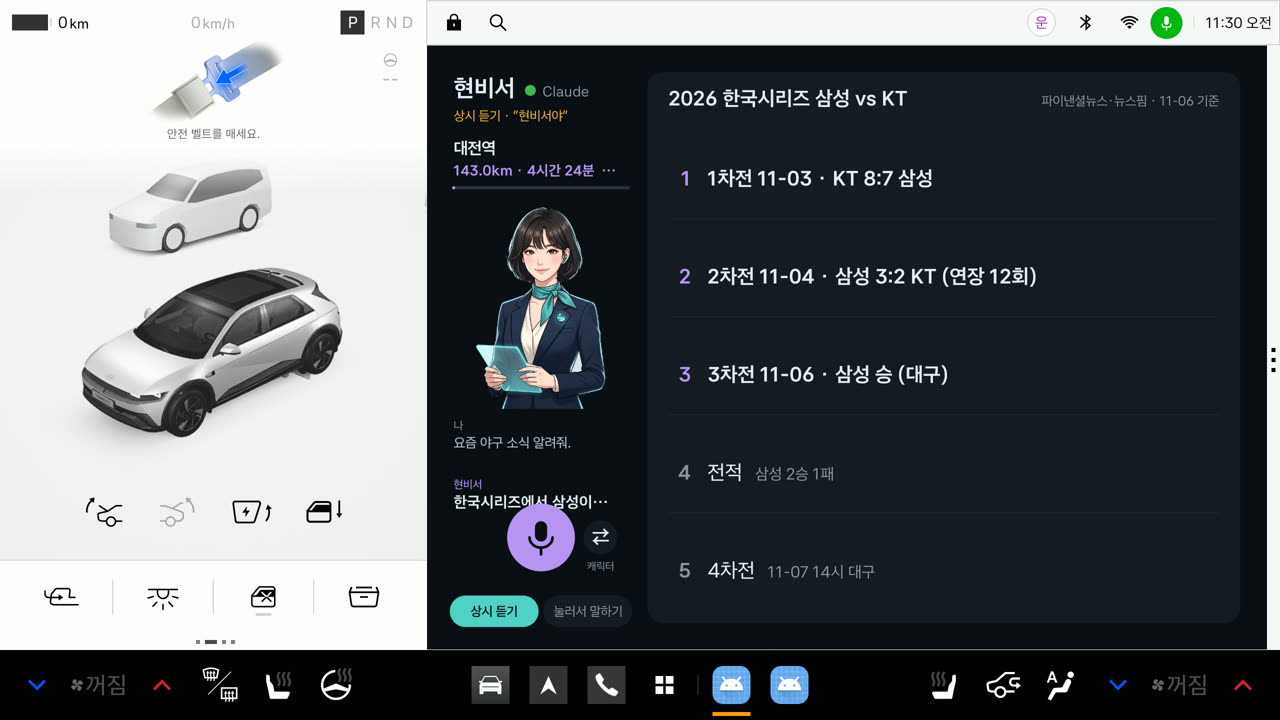 0 km
0 km/h
P R N D
안전 벨트를 매세요.
--
운
11:30 오전
현비서
Claude
상시 듣기 · "현비서야"
대전역
143.0km · 4시간 24분 ···
나
요즘 야구 소식 알려줘.
현비서
한국시리즈에서 삼성이···
캐릭터
상시 듣기
눌러서 말하기
2026 한국시리즈 삼성 vs KT
파이낸셜뉴스·뉴스핌 · 11-06 기준
1 1차전 11-03 · KT 8:7 삼성
2 2차전 11-04 · 삼성 3:2 KT (연장 12회)
3 3차전 11-06 · 삼성 승 (대구)
4 전적 삼성 2승 1패
5 4차전 11-07 14시 대구
꺼짐
A
꺼짐